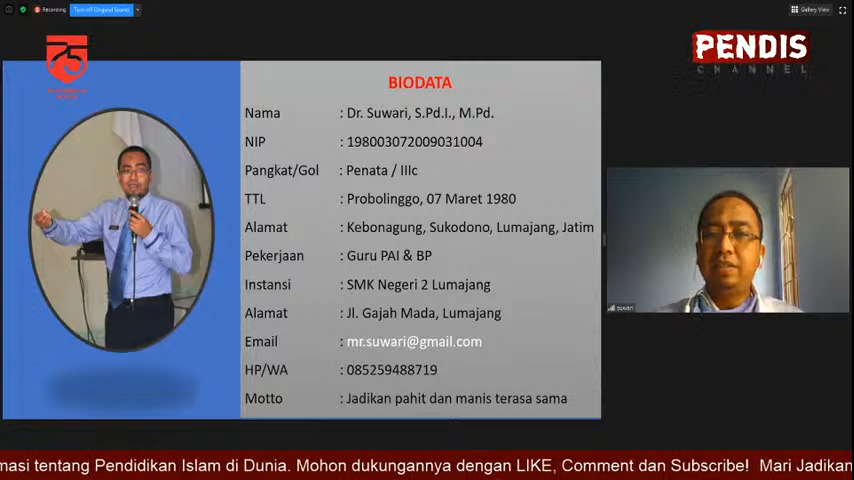 Recording
Turn off (Original Sound)
Gallery View
75
PENDIS
CHANNEL
BIODATA
Nama : Dr. Suwari, S.Pd.I., M.Pd.
NIP : 198003072009031004
Pangkat/Gol : Penata / IIIc
TTL : Probolinggo, 07 Maret 1980
Alamat : Kebonagung, Sukodono, Lumajang, Jatim
Pekerjaan : Guru PAI & BP
Instansi : SMK Negeri 2 Lumajang
Alamat : Jl. Gajah Mada, Lumajang
Email : mr.suwari@gmail.com
HP/WA : 085259488719
Motto : Jadikan pahit dan manis terasa sama
suwari
masi tentang Pendidikan Islam di Dunia. Mohon dukungannya dengan LIKE, Comment dan Subscribe! Mari Jadikan